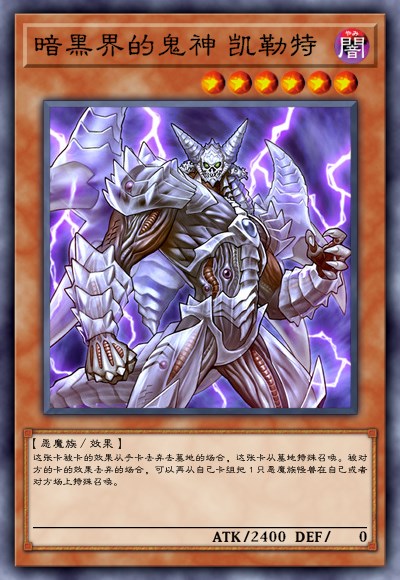 暗黑界的鬼神 凯勒特
闇
やみ
【恶魔族／效果】
这张卡被卡的效果从手卡丢弃去墓地的场合，这张卡从墓地特殊召唤。被对
方的卡的效果丢弃的场合，可以再从自己卡组把１只恶魔族怪兽在自己或者
对方场上特殊召唤。
ATK/2400 DEF/ 0